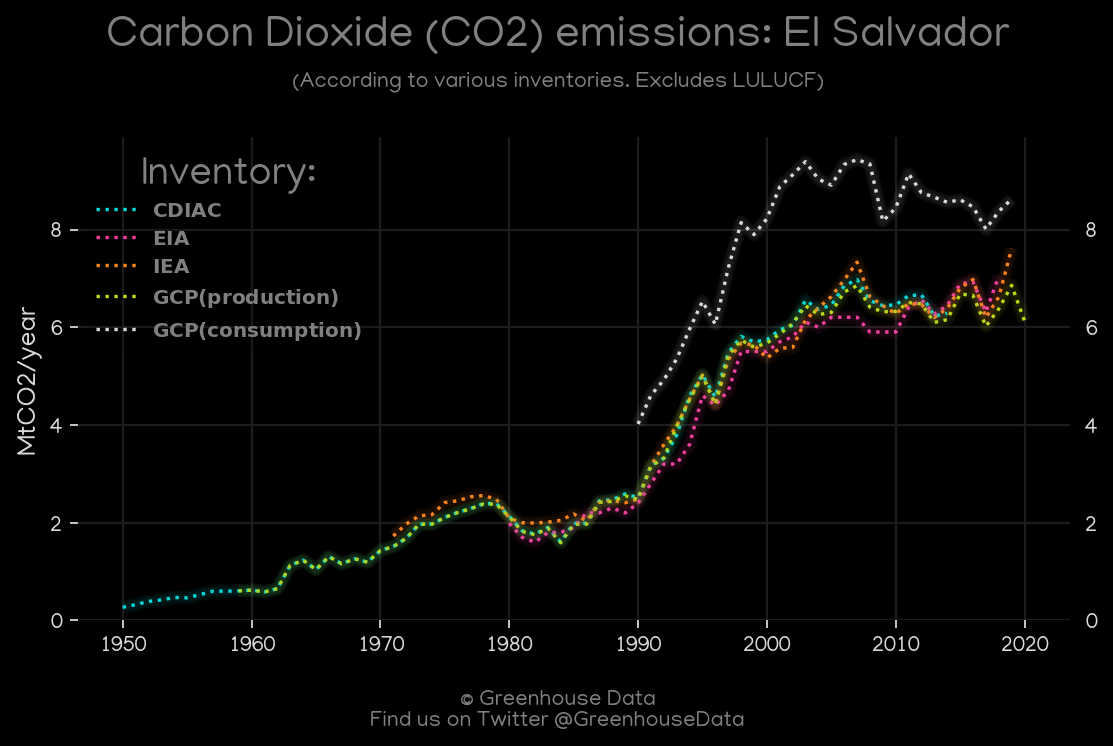 Carbon Dioxide (CO2) emissions: El Salvador
(According to various inventories. Excludes LULUCF)
Inventory:
CDIAC
EIA
IEA
GCP(production)
GCP(consumption)
MtCO2/year
8
6
4
2
0
8
6
4
2
0
1950 1960 1970 1980 1990 2000 2010 2020
© Greenhouse Data
Find us on Twitter @GreenhouseData